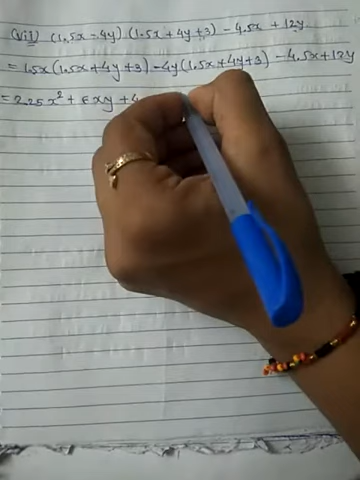 (viii) (1.5x - 4y) (1.5x + 4y + 3) - 4.5x + 12y
= 1.5x(1.5x + 4y + 3) - 4y(1.5x + 4y + 3) - 4.5x + 12y
= 2.25x² + 6xy + 4